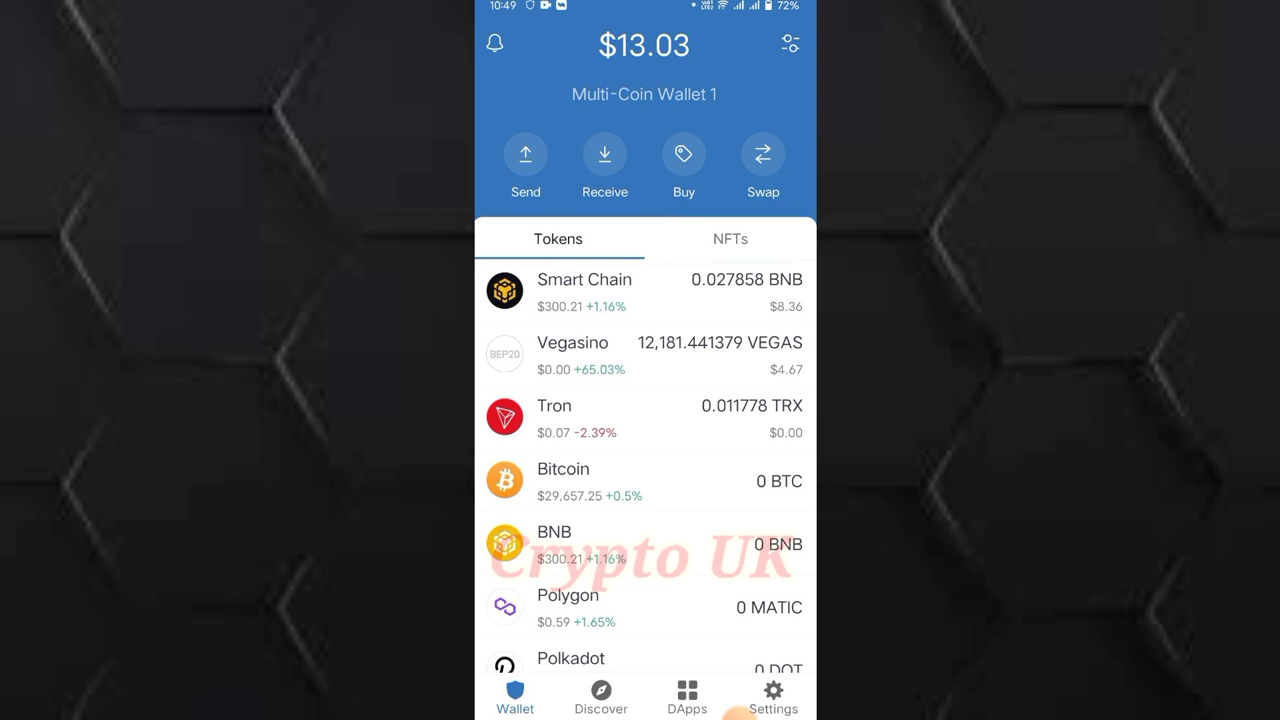 10:49 72%
$13.03
Multi-Coin Wallet 1
Send Receive Buy Swap
Tokens NFTs
Smart Chain 0.027858 BNB
$300.21 +1.16% $8.36
Vegasino 12,181.441379 VEGAS
BEP20
$0.00 +65.03% $4.67
Tron 0.011778 TRX
$0.07 -2.39% $0.00
Bitcoin
0 BTC
$29,657.25 +0.5%
BNB
0 BNB
$300.21 +1.16%
Crypto UK
Polygon
0 MATIC
$0.59 +1.65%
Polkadot
0 DOT
Wallet Discover DApps Settings